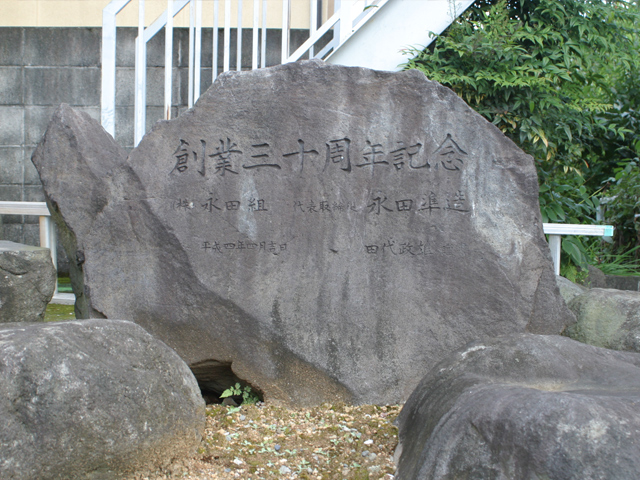 創業三十周年記念
永田組 代表取締役 永田準造
平成四年四月吉日 田代政